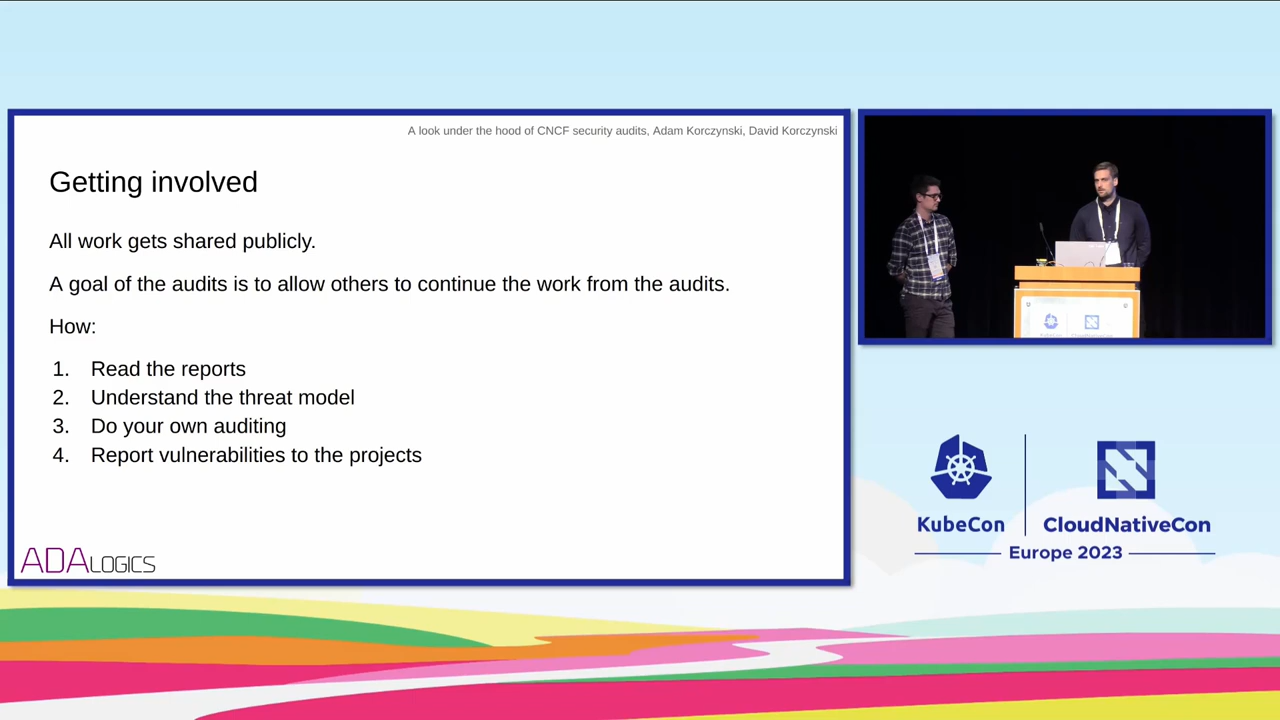 A look under the hood of CNCF security audits, Adam Korczynski, David Korczynski
Getting involved
All work gets shared publicly.
A goal of the audits is to allow others to continue the work from the audits.
How:
1. Read the reports
2. Understand the threat model
3. Do your own auditing
4. Report vulnerabilities to the projects
ADALOGICS
KubeCon
CloudNativeCon
Europe 2023